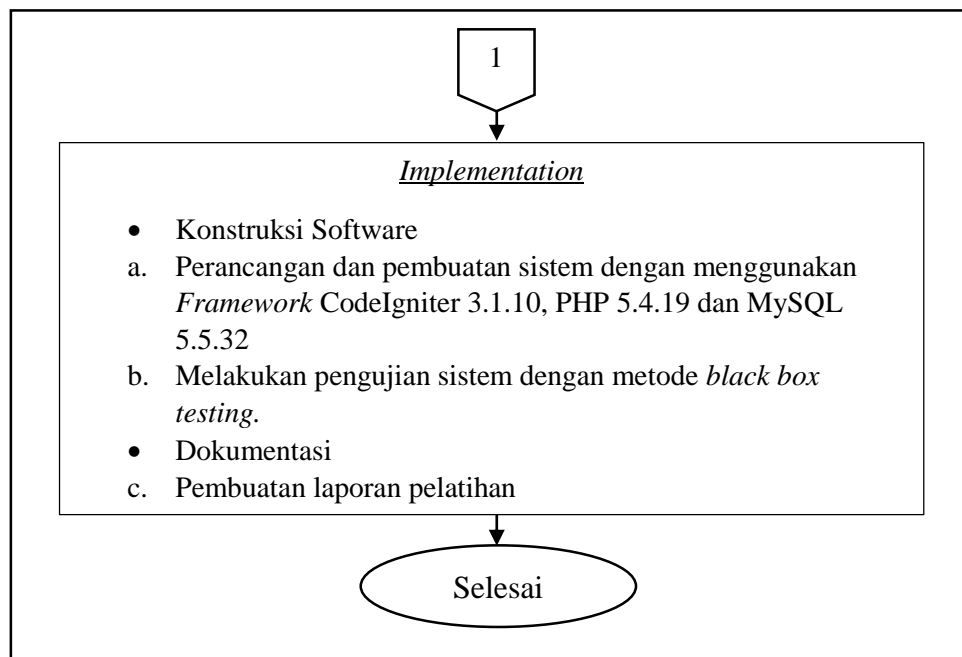 1
Implementation
• Konstruksi Software
a. Perancangan dan pembuatan sistem dengan menggunakan
Framework CodeIgniter 3.1.10, PHP 5.4.19 dan MySQL
5.5.32
b. Melakukan pengujian sistem dengan metode black box
testing.
• Dokumentasi
c. Pembuatan laporan pelatihan
Selesai